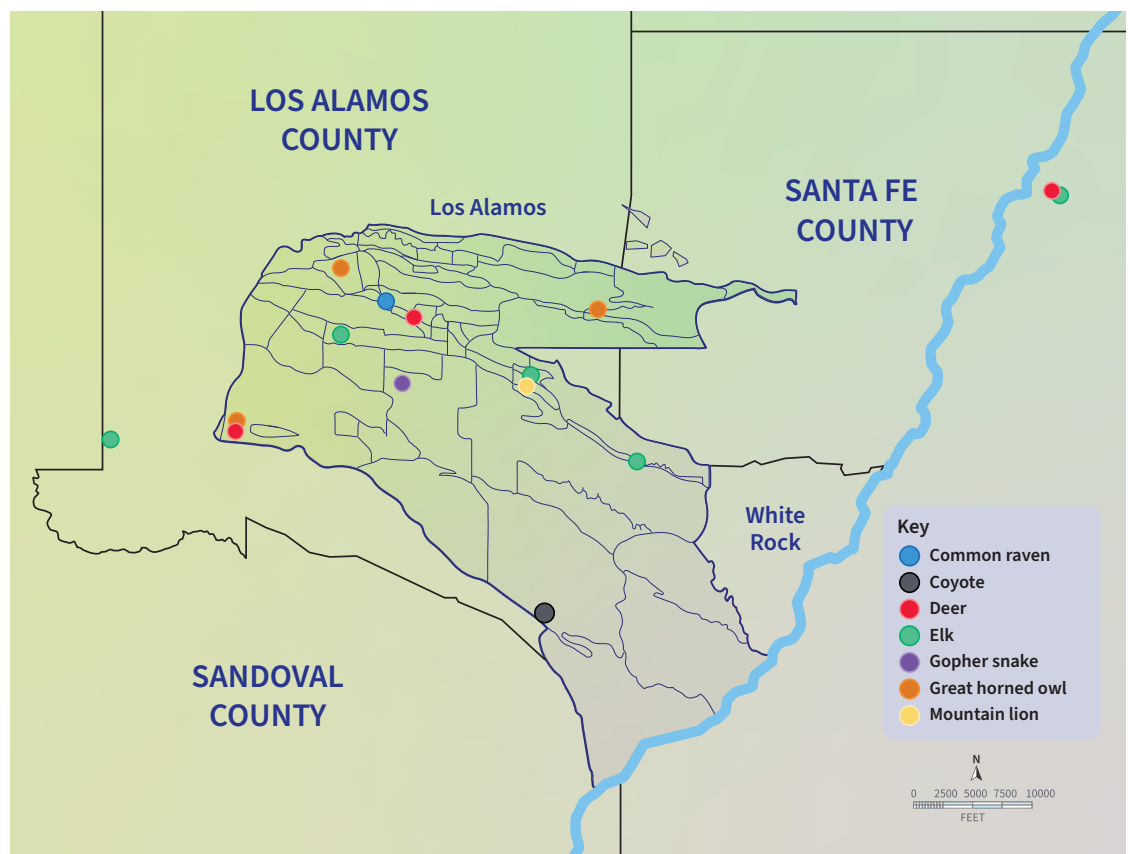 LOS ALAMOS
COUNTY
Los Alamos
SANTA FE
COUNTY
White
Rock
SANDOVAL
COUNTY
Key
Common raven
Coyote
Deer
Elk
Gopher snake
Great horned owl
Mountain lion
N
0 2500 5000 7500 10000
FEET